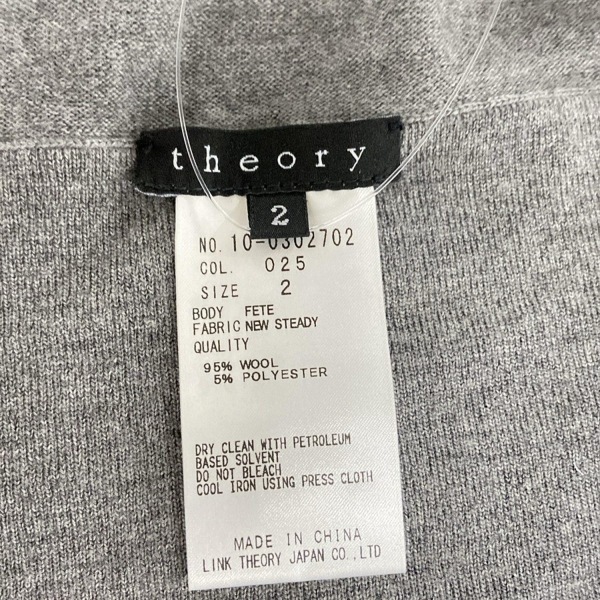 theory
2
NO. 10-0302702
COL. 025
SIZE 2
BODY FETE
FABRIC NEW STEADY
QUALITY
95% WOOL
5% POLYESTER
DRY CLEAN WITH PETROLEUM
BASED SOLVENT
DO NOT BLEACH
COOL IRON USING PRESS CLOTH
MADE IN CHINA
LINK THEORY JAPAN CO.,LTD